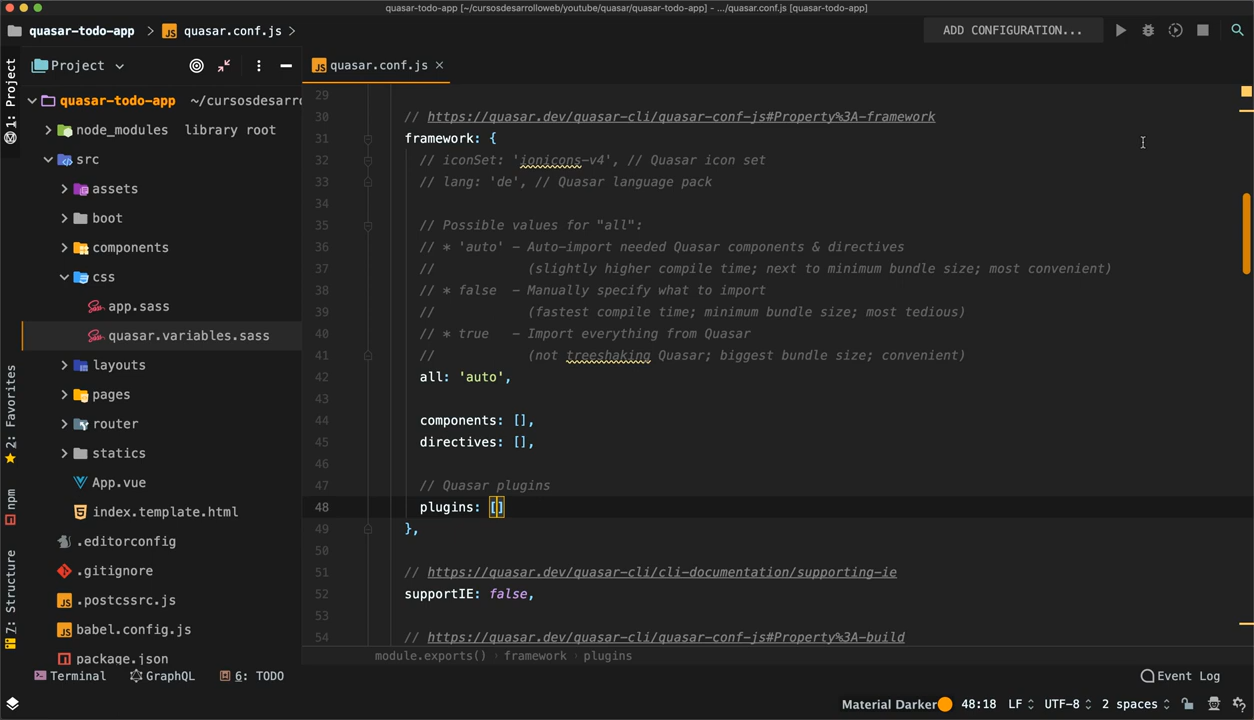 quasar-todo-app [~/cursosdesarrolloweb/youtube/quasar/quasar-todo-app] - .../quasar.conf.js [quasar-todo-app]
quasar-todo-app > quasar.conf.js >
ADD CONFIGURATION...
1: Project
Project
quasar.conf.js ×
quasar-todo-app ~/cursosdesarro
node_modules library root
src
assets
boot
components
css
app.sass
quasar.variables.sass
layouts
pages
router
statics
App.vue
index.template.html
.editorconfig
.gitignore
.postcssrc.js
babel.config.js
package.json
2: Favorites
npm
7: Structure
29
30 // https://quasar.dev/quasar-cli/quasar-conf-js#Property%3A-framework
31 framework: {
32 // iconSet: 'ionicons-v4', // Quasar icon set
33 // lang: 'de', // Quasar language pack
34
35 // Possible values for "all":
36 // * 'auto' - Auto-import needed Quasar components & directives
37 // (slightly higher compile time; next to minimum bundle size; most convenient)
38 // * false - Manually specify what to import
39 // (fastest compile time; minimum bundle size; most tedious)
40 // * true - Import everything from Quasar
41 // (not treeshaking Quasar; biggest bundle size; convenient)
42 all: 'auto',
43
44 components: [],
45 directives: [],
46
47 // Quasar plugins
48 plugins: []
49 },
50
51 // https://quasar.dev/quasar-cli/cli-documentation/supporting-ie
52 supportIE: false,
53
54 // https://quasar.dev/quasar-cli/quasar-conf-js#Property%3A-build
module.exports() › framework › plugins
Terminal GraphQL 6: TODO
Event Log
Material Darker 48:18 LF UTF-8 2 spaces